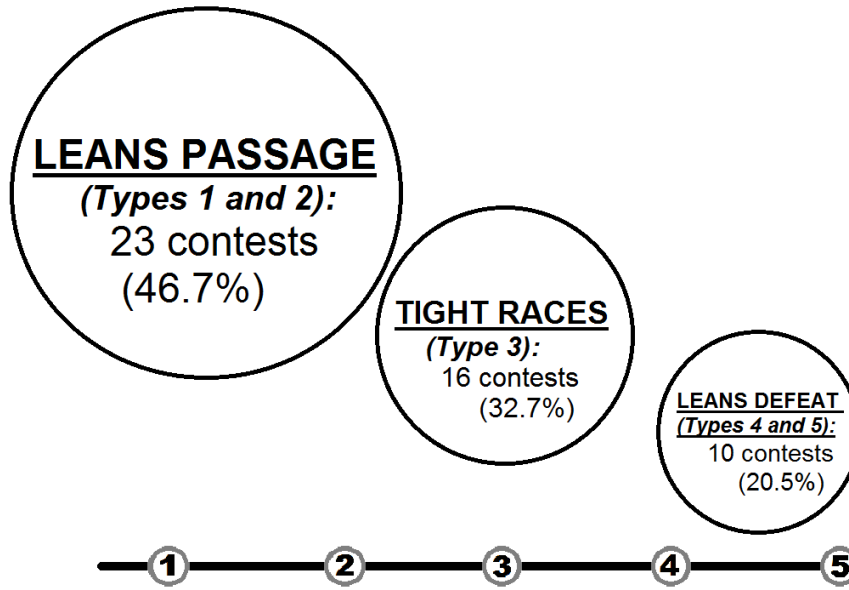 LEANS PASSAGE
(Types 1 and 2):
23 contests
(46.7%)
TIGHT RACES
(Type 3):
16 contests
(32.7%)
LEANS DEFEAT
(Types 4 and 5):
10 contests
(20.5%)
1 2 3 4 5